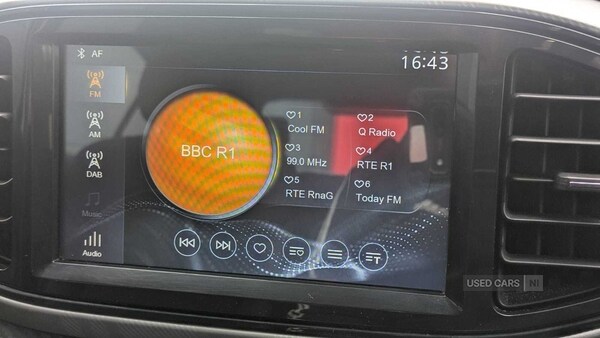 AF
16:43
FM
AM
DAB
Music
Audio
BBC R1
1
Cool FM
2
Q Radio
3
99.0 MHz
4
RTE R1
5
RTE RnaG
6
Today FM
USED CARS NI